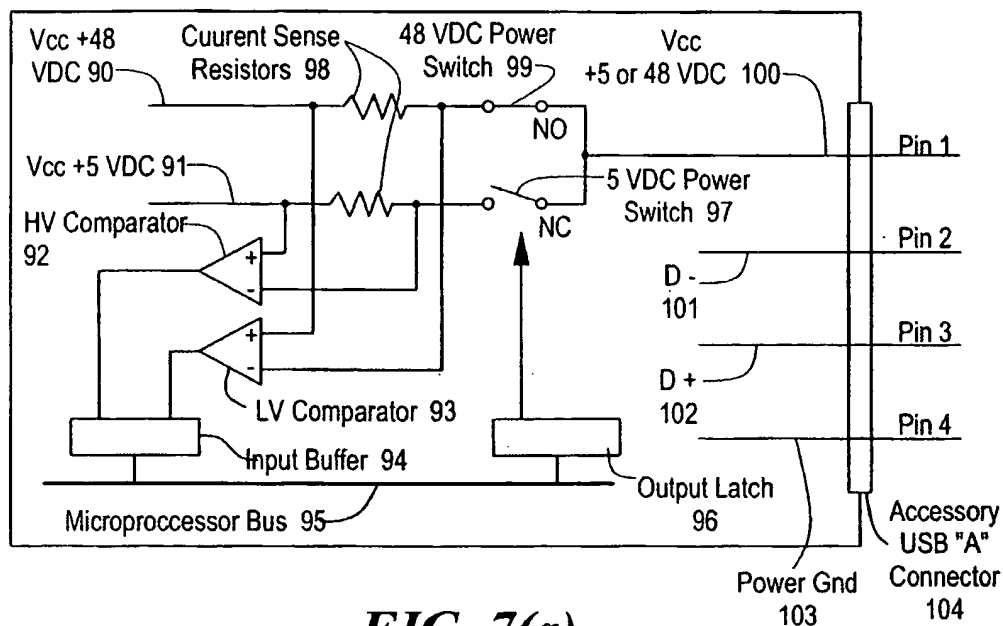 Vcc +48
VDC 90
Cuurent Sense
Resistors 98
48 VDC Power
Switch 99
Vcc
+5 or 48 VDC 100
NO
Pin 1
Vcc +5 VDC 91
5 VDC Power
Switch 97
NC
HV Comparator
92
+
-
Pin 2
D -
101
+
-
Pin 3
D +
102
LV Comparator 93
Pin 4
Input Buffer 94
Output Latch
96
Microproccessor Bus 95
Accessory
USB "A"
Connector
104
Power Gnd
103
FIG. 7(a)